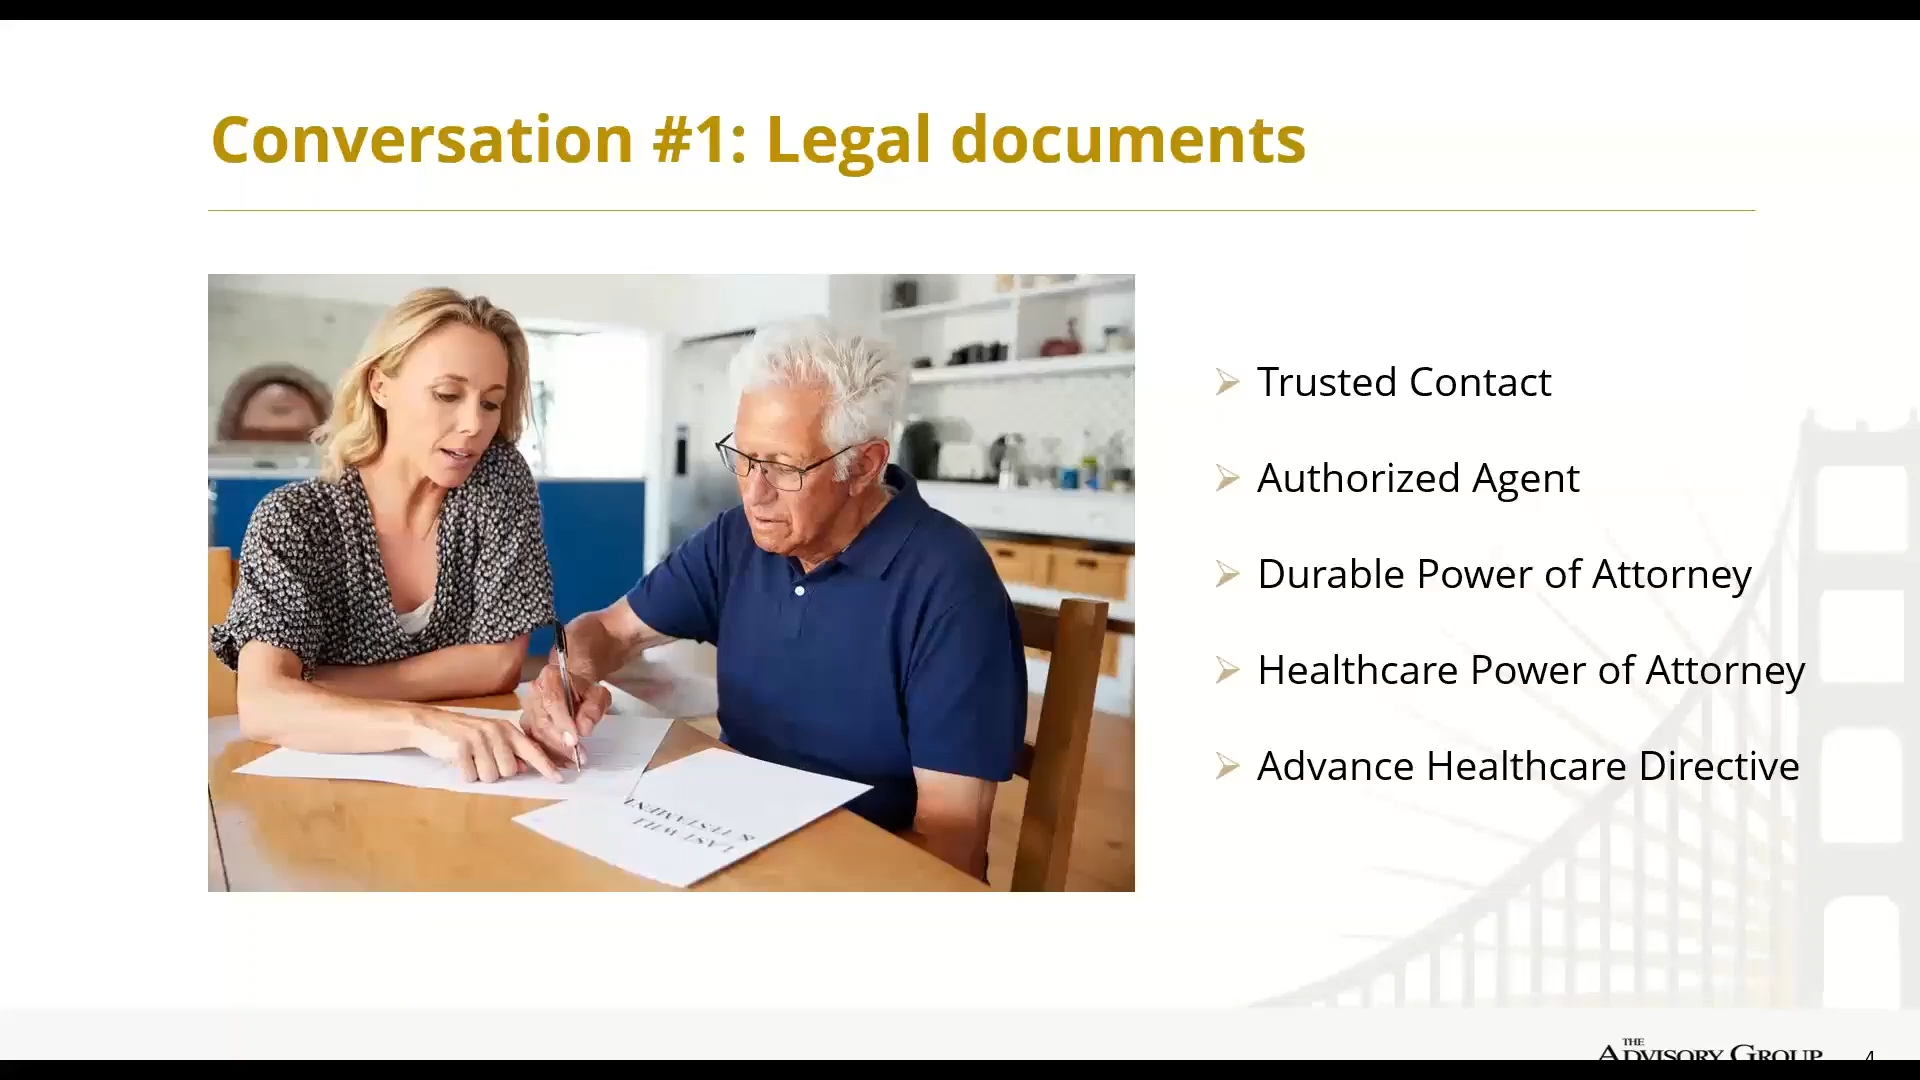 Conversation #1: Legal documents
Trusted Contact
Authorized Agent
Durable Power of Attorney
Healthcare Power of Attorney
Advance Healthcare Directive
LAST WILL
& TESTAMENT
THE
ADVISORY GROUP
4